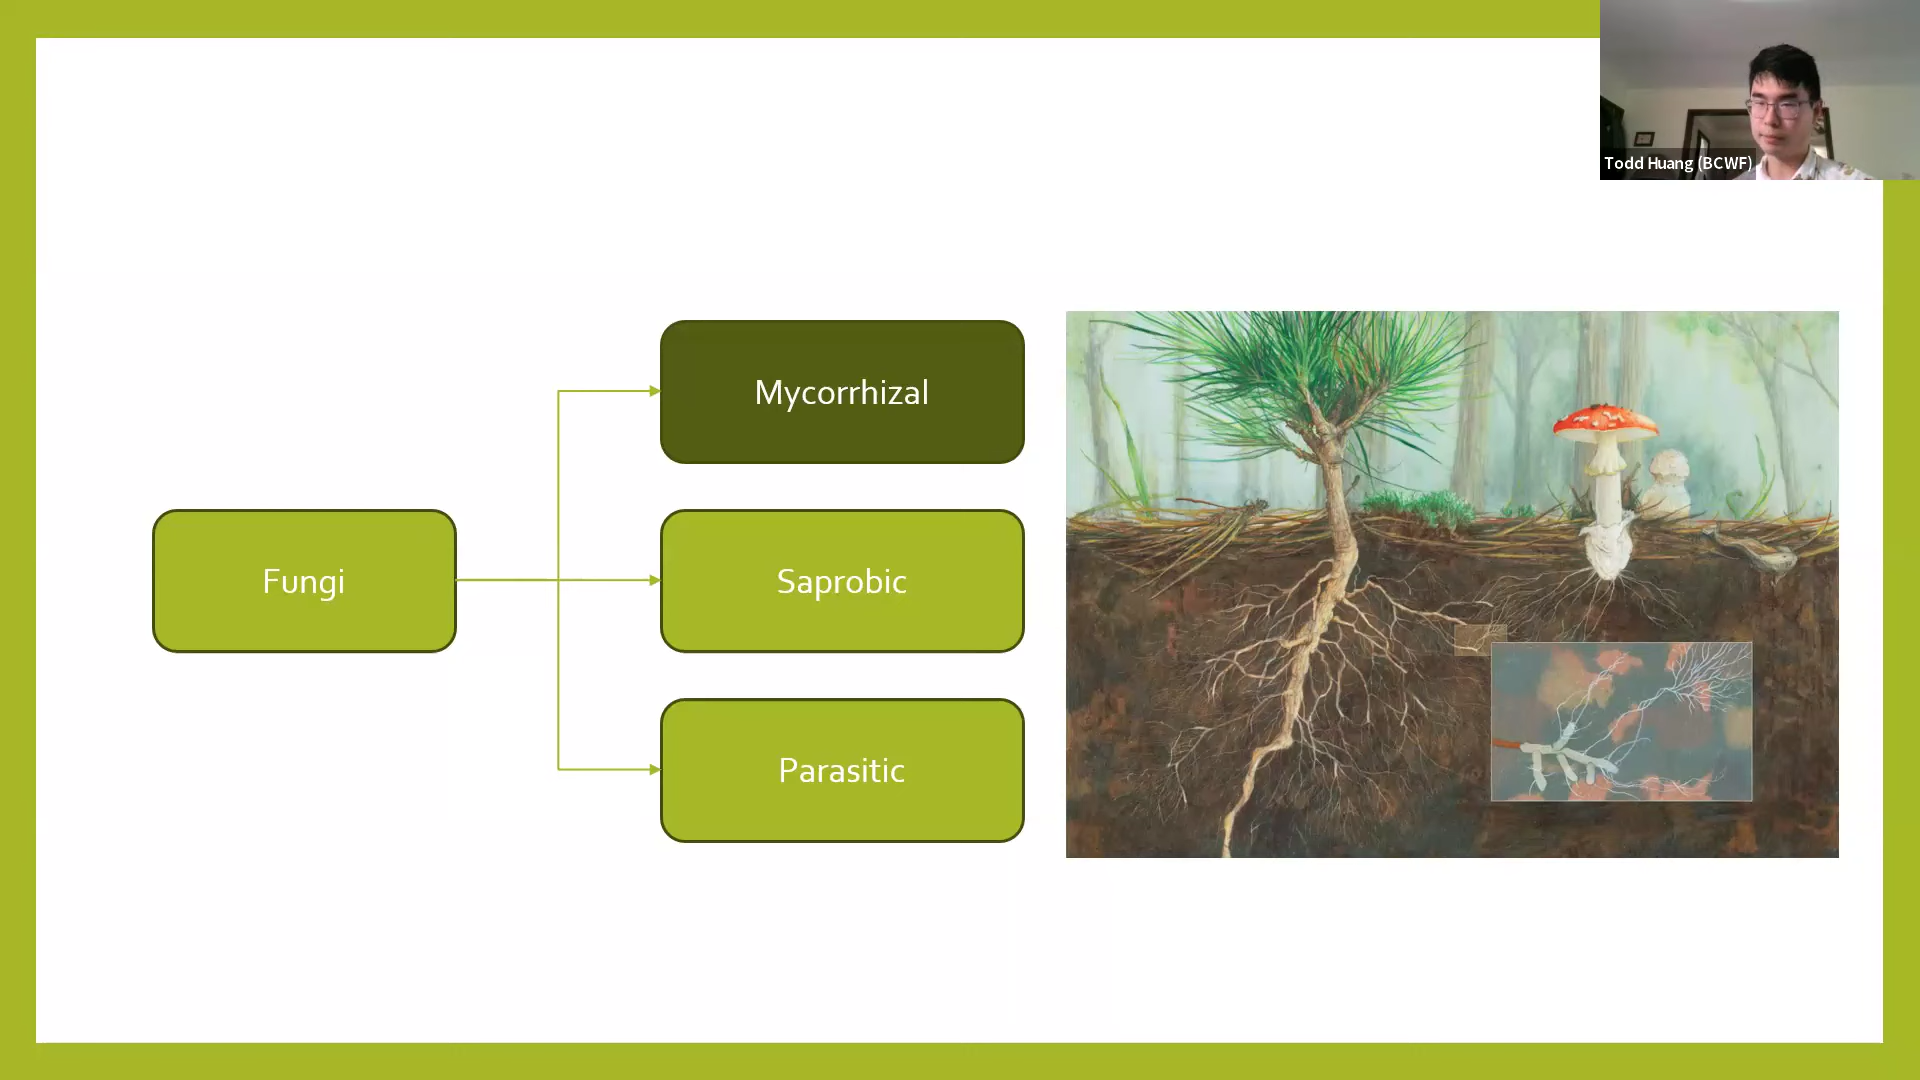 Todd Huang (BCWF)
Mycorrhizal
Fungi
Saprobic
Parasitic